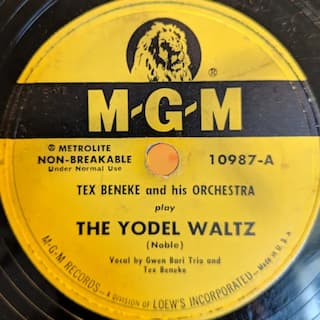 ®
M-G-M
® METROLITE
NON-BREAKABLE
Under Normal Use
10987-A
TEX BENEKE and his ORCHESTRA
play
THE YODEL WALTZ
(Noble)
Vocal by Gwen Bari Trio and
Tex Beneke
M-G-M RECORDS—A DIVISION OF LOEW'S INCORPORATED—Made in U.S.A.